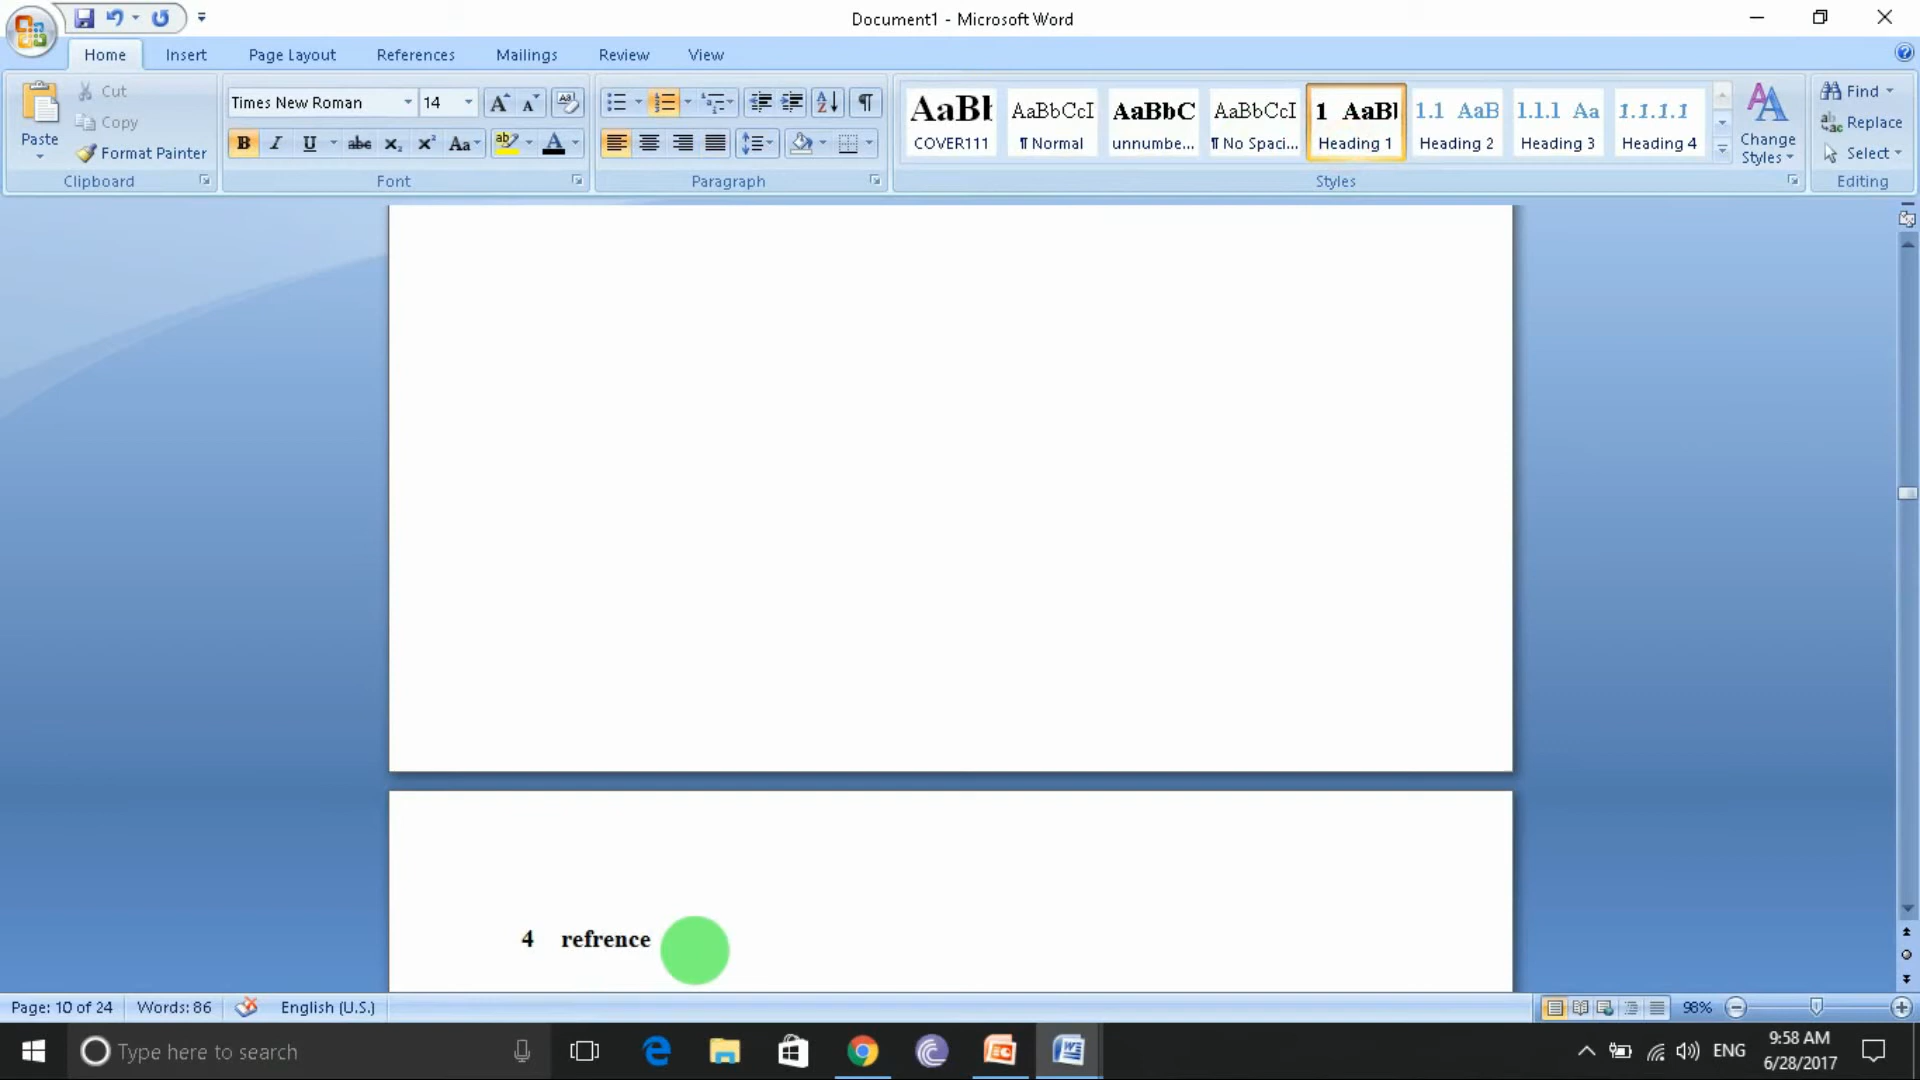 Document1 - Microsoft Word
Home Insert Page Layout References Mailings Review View
Paste
Cut
Copy
Format Painter
Clipboard
Times New Roman 14
B I U abc x₂ x² Aa ab A
Font
Paragraph
AaBl AaBbCcI AaBbC AaBbCcI 1 AaBl 1.1 AaB 1.1.1 Aa 1.1.1.1
COVER111 ¶ Normal unnumbe... ¶ No Spaci... Heading 1 Heading 2 Heading 3 Heading 4
Change
Styles
Styles
Find
Replace
Select
Editing
4 refrence
Page: 10 of 24 Words: 86 English (U.S.) 98%
Type here to search
ENG
9:58 AM
6/28/2017